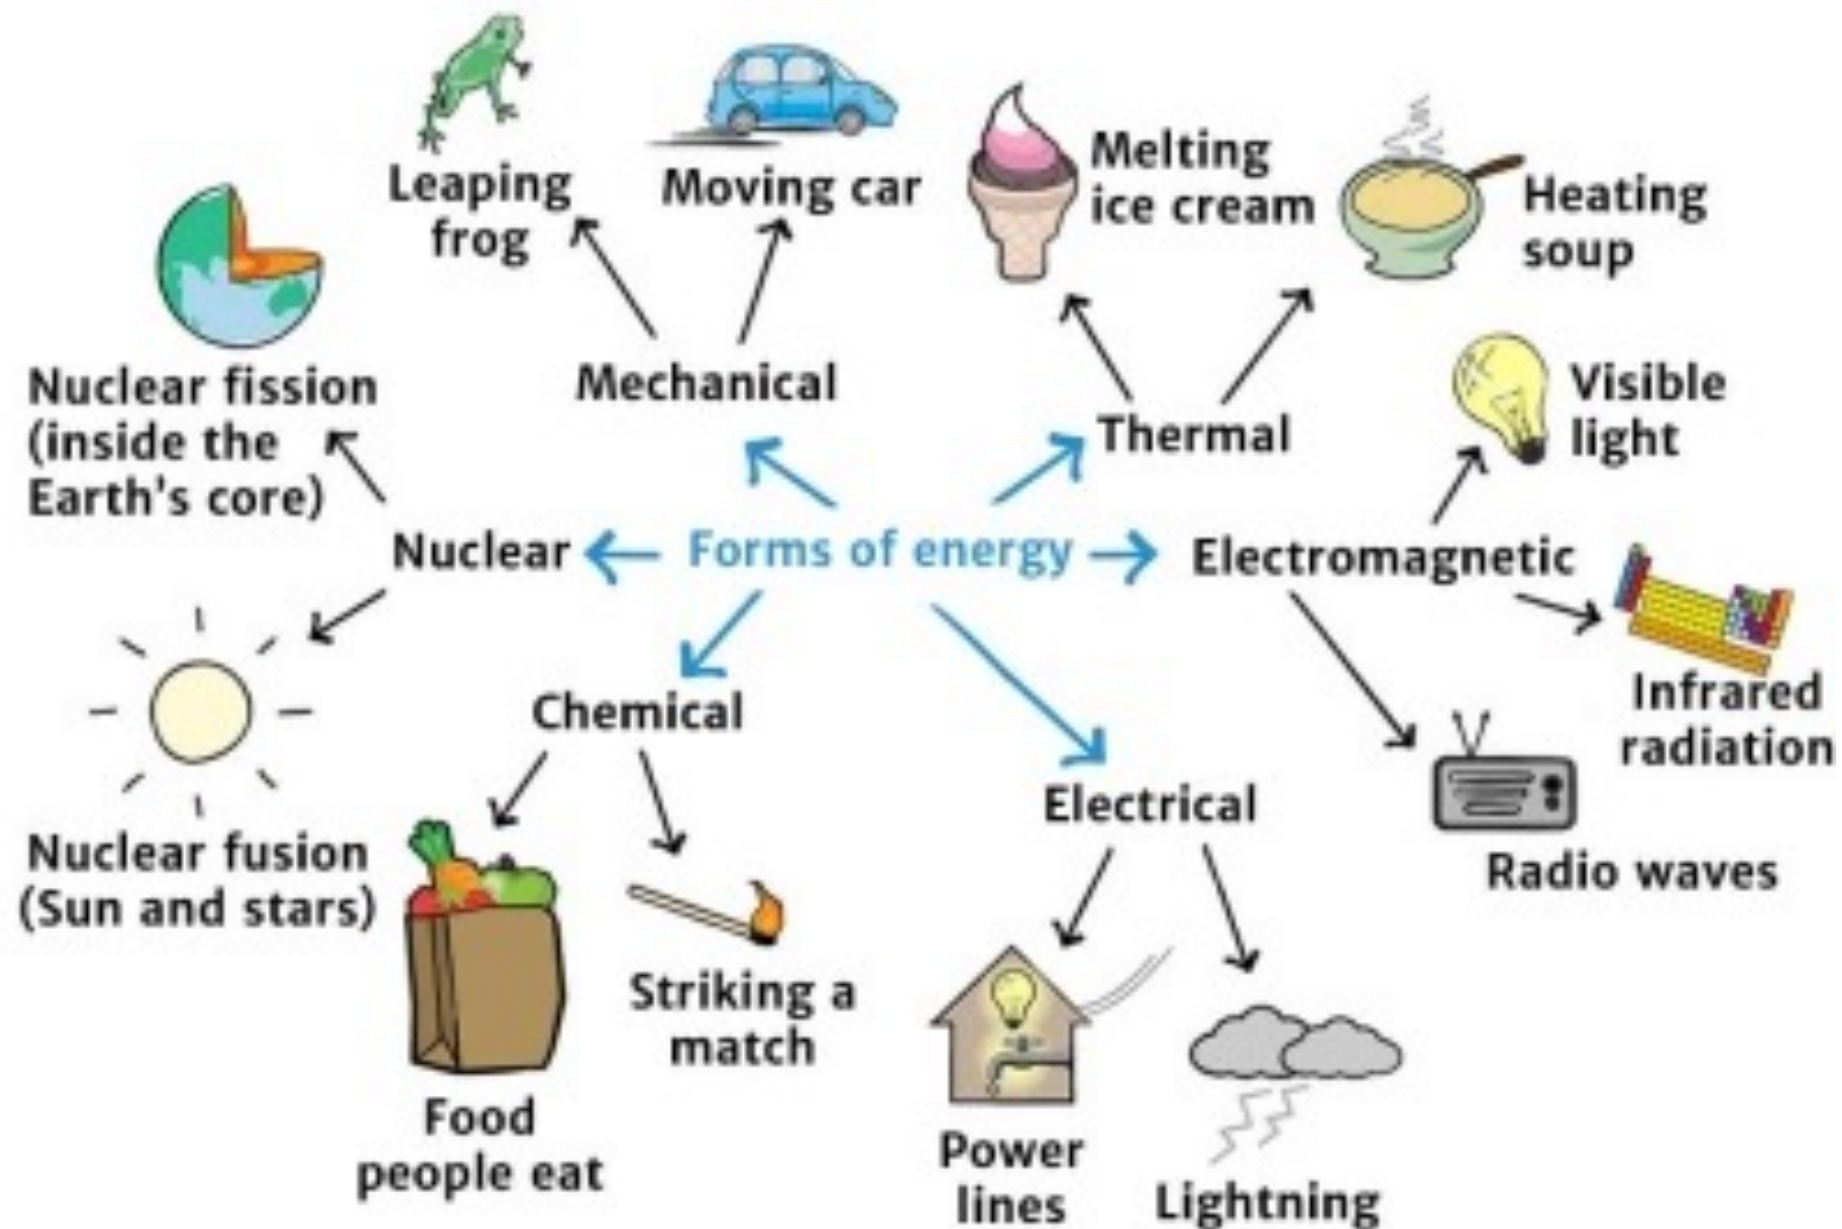 Leaping
frog
Moving car
Melting
ice cream
Heating
soup
Nuclear fission
(inside the
Earth's core)
Mechanical
Thermal
Visible
light
Nuclear
Forms of energy
Electromagnetic
Infrared
radiation
Chemical
Electrical
Radio waves
Nuclear fusion
(Sun and stars)
Striking a
match
Food
people eat
Power
lines
Lightning